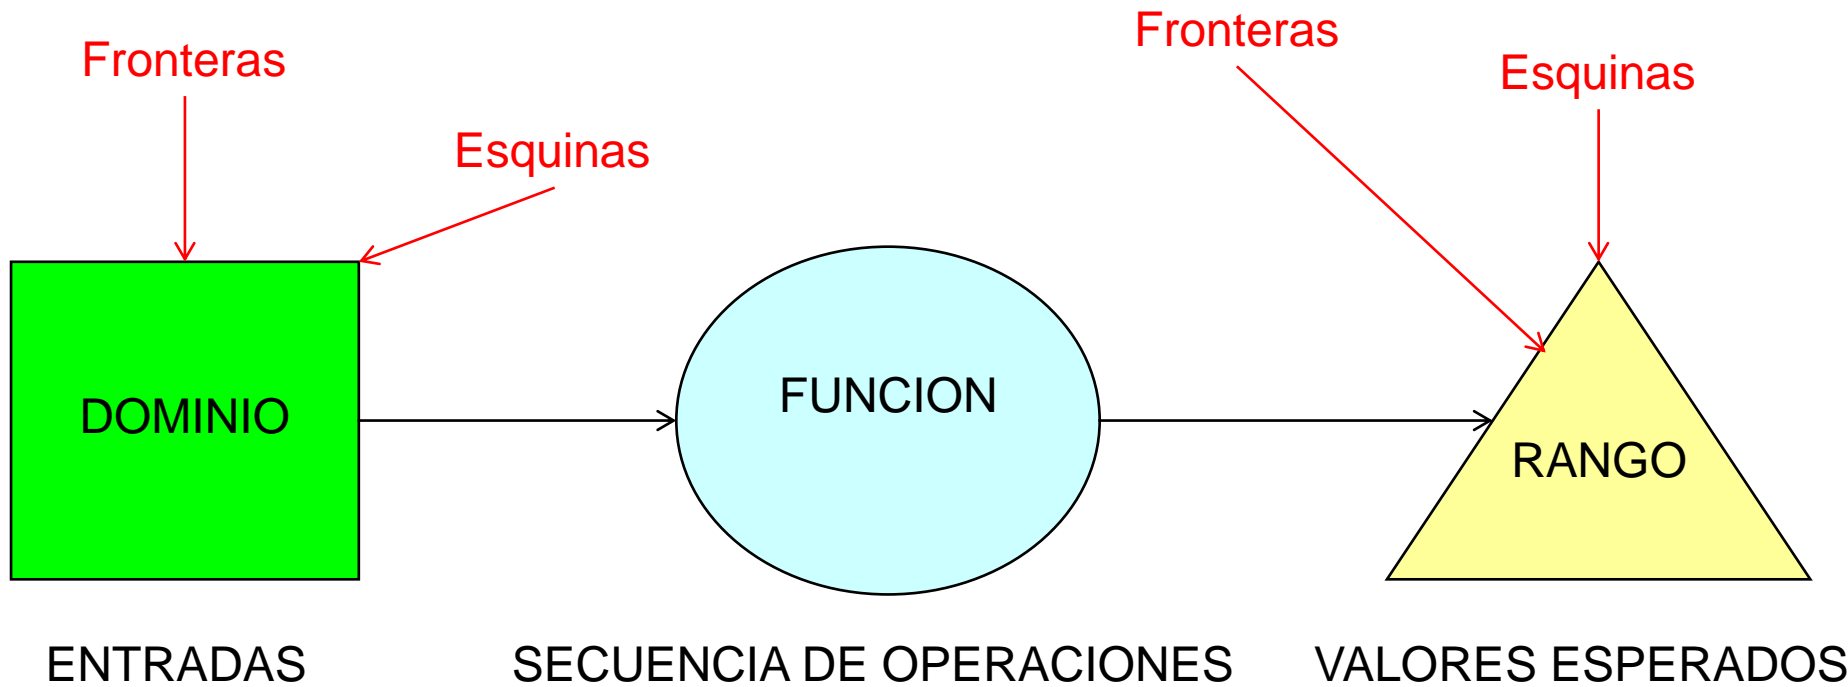 Fronteras
Esquinas
Fronteras
Esquinas
DOMINIO
FUNCION
RANGO
ENTRADAS
SECUENCIA DE OPERACIONES
VALORES ESPERADOS